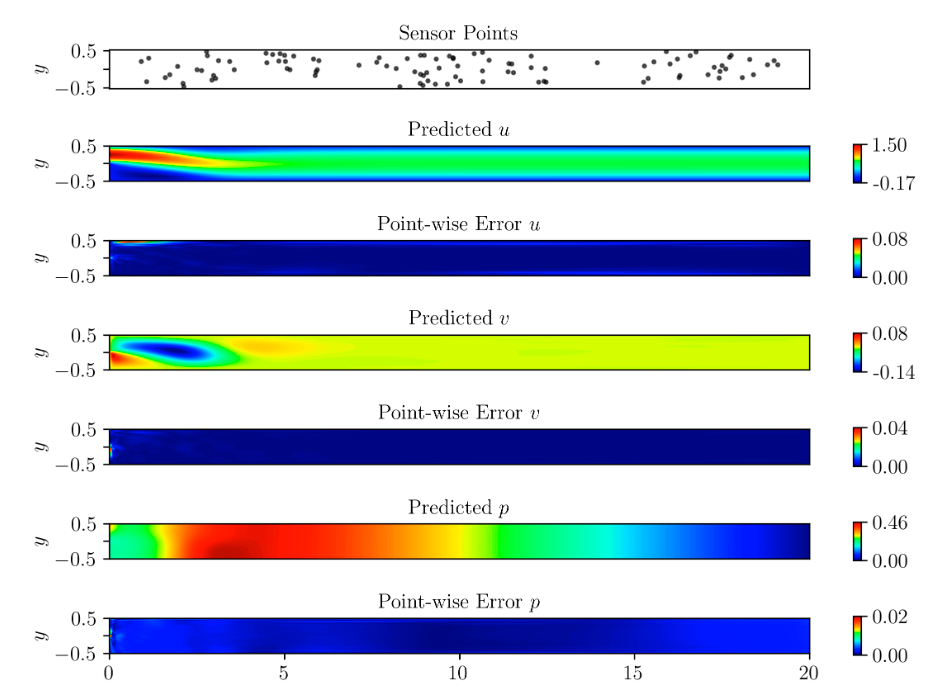 Sensor Points
0.5
y
−0.5
Predicted u
0.5
y
−0.5
1.50
-0.17
Point-wise Error u
0.5
y
−0.5
0.08
0.00
Predicted v
0.5
y
−0.5
0.08
-0.14
Point-wise Error v
0.5
y
−0.5
0.04
0.00
Predicted p
0.5
y
−0.5
0.46
0.00
Point-wise Error p
0.5
y
−0.5
0.02
0.00
0 5 10 15 20